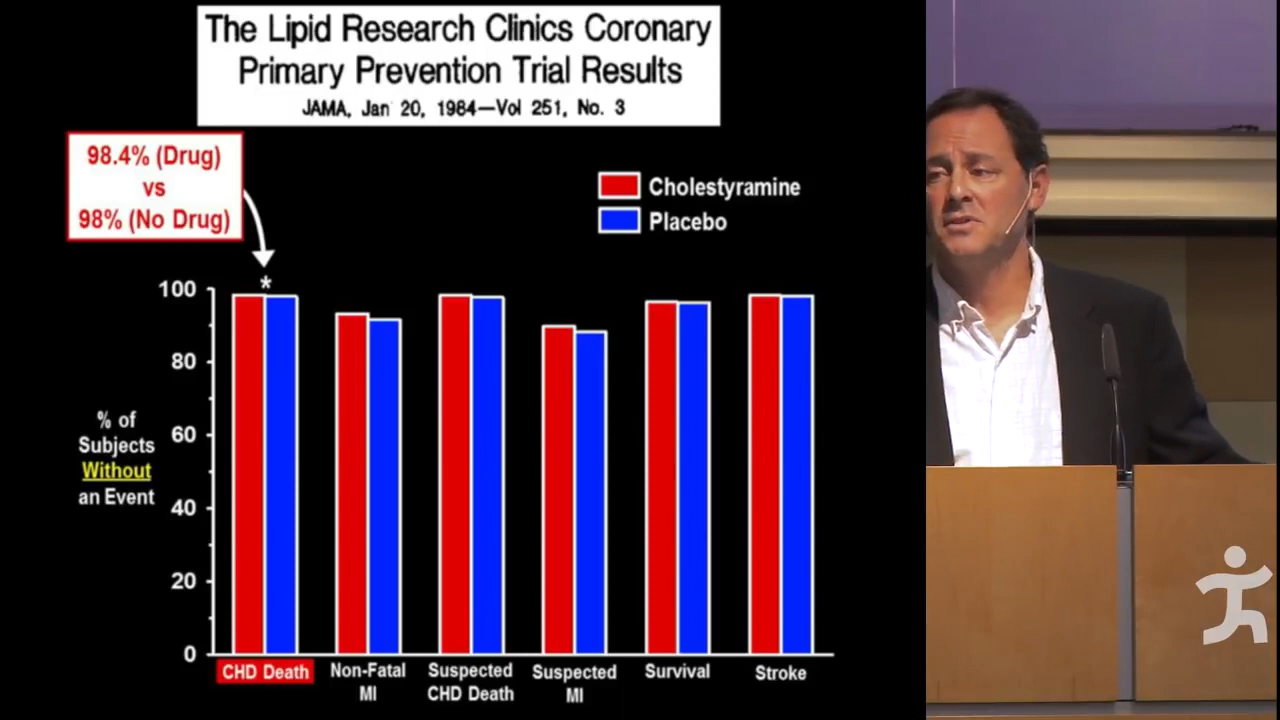 The Lipid Research Clinics Coronary
Primary Prevention Trial Results
JAMA, Jan 20, 1984—Vol 251, No. 3
98.4% (Drug)
vs
98% (No Drug)
Cholestyramine
Placebo
*
100
80
60
40
20
0
% of
Subjects
Without
an Event
CHD Death
Non-Fatal
MI
Suspected
CHD Death
Suspected
MI
Survival
Stroke